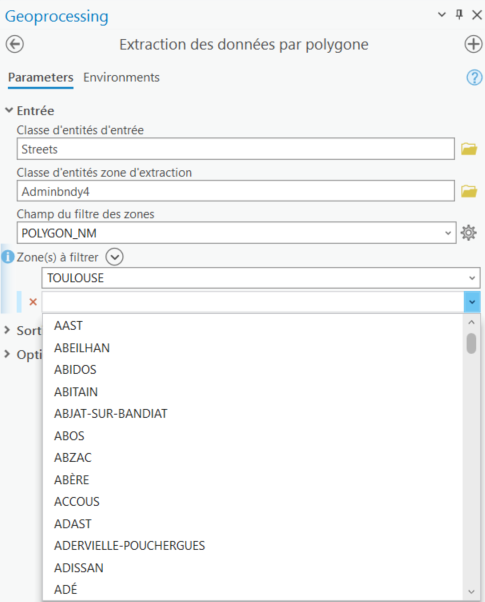 Geoprocessing
Extraction des données par polygone
Parameters Environments
Entrée
Classe d'entités d'entrée
Streets
Classe d'entités zone d'extraction
Adminbndy4
Champ du filtre des zones
POLYGON_NM
Zone(s) à filtrer
TOULOUSE
Sort
Opti
AAST
ABEILHAN
ABIDOS
ABITAIN
ABJAT-SUR-BANDIAT
ABOS
ABZAC
ABÈRE
ACCOUS
ADAST
ADERVIELLE-POUCHERGUES
ADISSAN
ADÉ